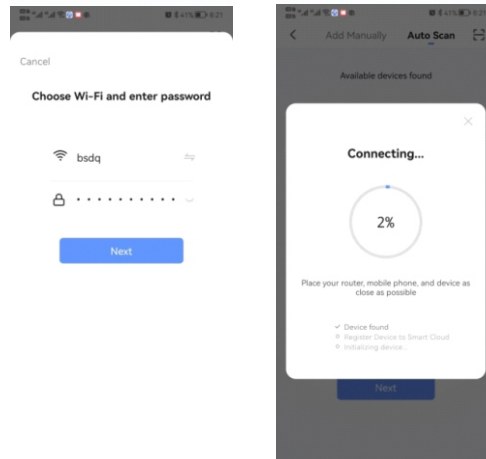 Cancel
Choose Wi-Fi and enter password
bsdq
Next
8:21
Add Manually Auto Scan
Available devices found
Connecting...
2%
Place your router, mobile phone, and device as
close as possible
Device found
Register Device to Smart Cloud
Initializing device...
Next